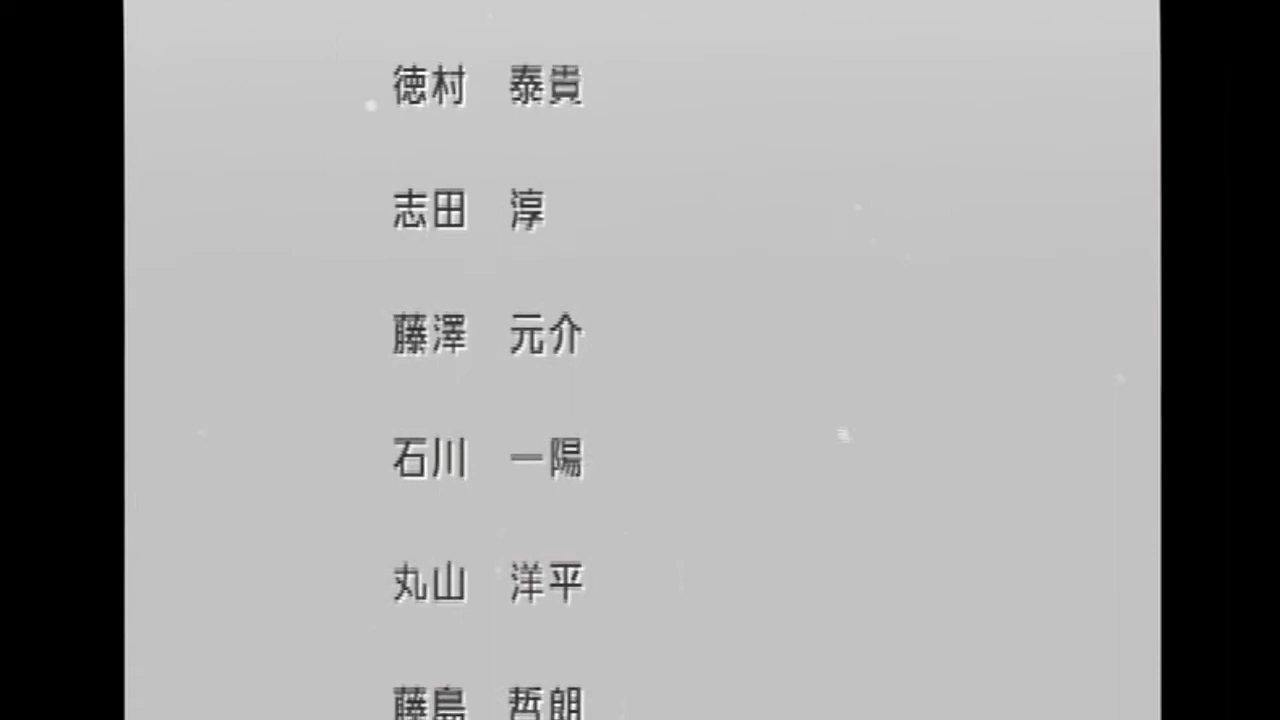 徳村　泰貴
志田　淳
藤澤　元介
石川　一陽
丸山　洋平
藤島　哲朗